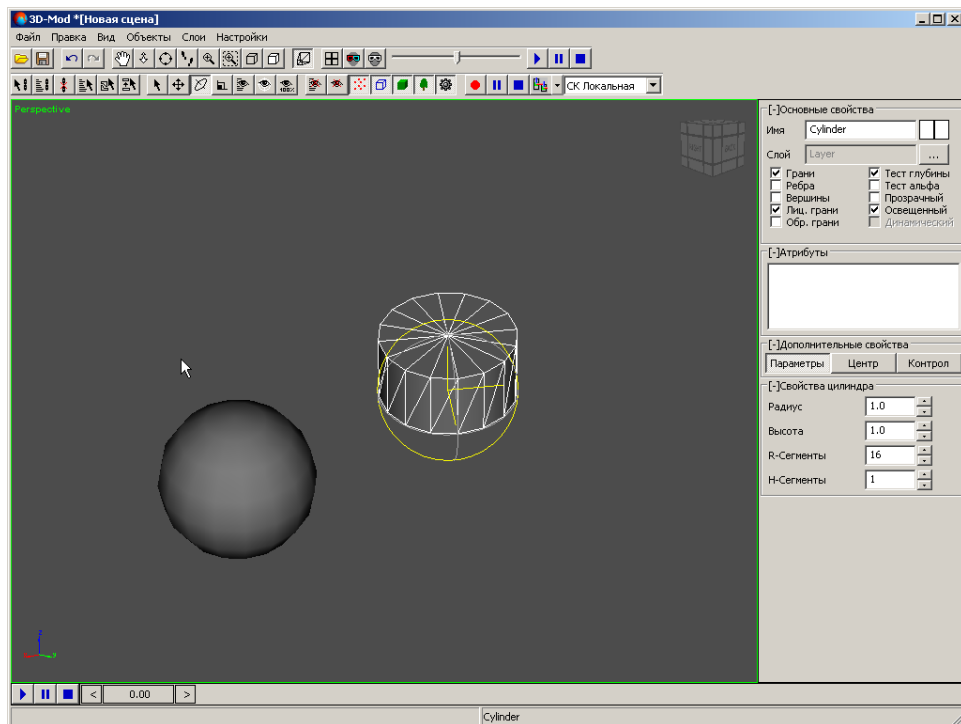 3D-Mod *[Новая сцена]
Файл Правка Вид Объекты Слои Настройки
100%
СК Локальная
Perspective
[-]Основные свойства
Имя Cylinder
Слой Layer ...
Грани Тест глубины
Ребра Тест альфа
Вершины Прозрачный
Лиц. грани Освещенный
Обр. грани Динамический
[-]Атрибуты
[-]Дополнительные свойства
Параметры Центр Контрол
[-]Свойства цилиндра
Радиус 1.0
Высота 1.0
R-Сегменты 16
H-Сегменты 1
z
< 0.00 >
Cylinder